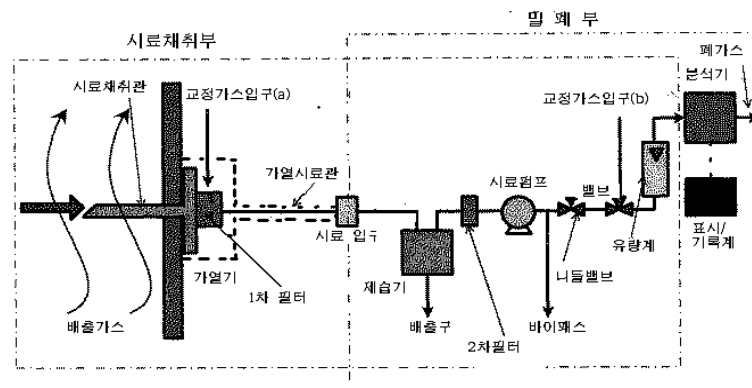 밀 폐 부
시료채취부
폐가스
분석기
시료채취관
교정가스입구(a)
교정가스입구(b)
가열시료관
시료펌프
밸브
시료 입구
유량계
표시/
기록계
가열기
1차 필터
제습기
니들밸브
배출가스
배출구
2차필터
바이패스